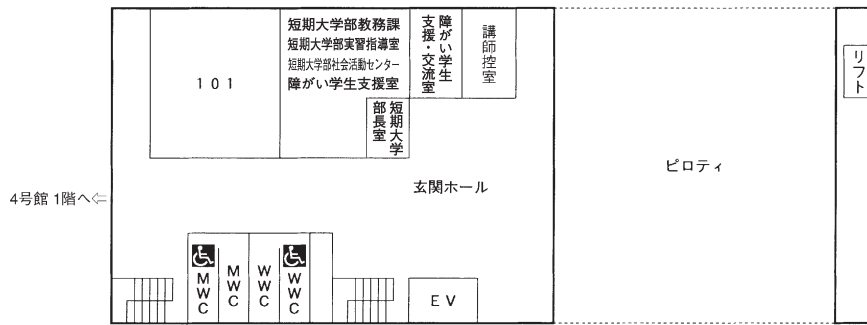 短期大学部教務課
短期大学部実習指導室
短期大学部社会活動センター
障がい学生支援室
障がい学生
支援・交流室
講師控室
リフト
101
短期大学
部長室
ピロティ
玄関ホール
4号館 1階へ⇦
MWC
MWC
WWC
WWC
EV